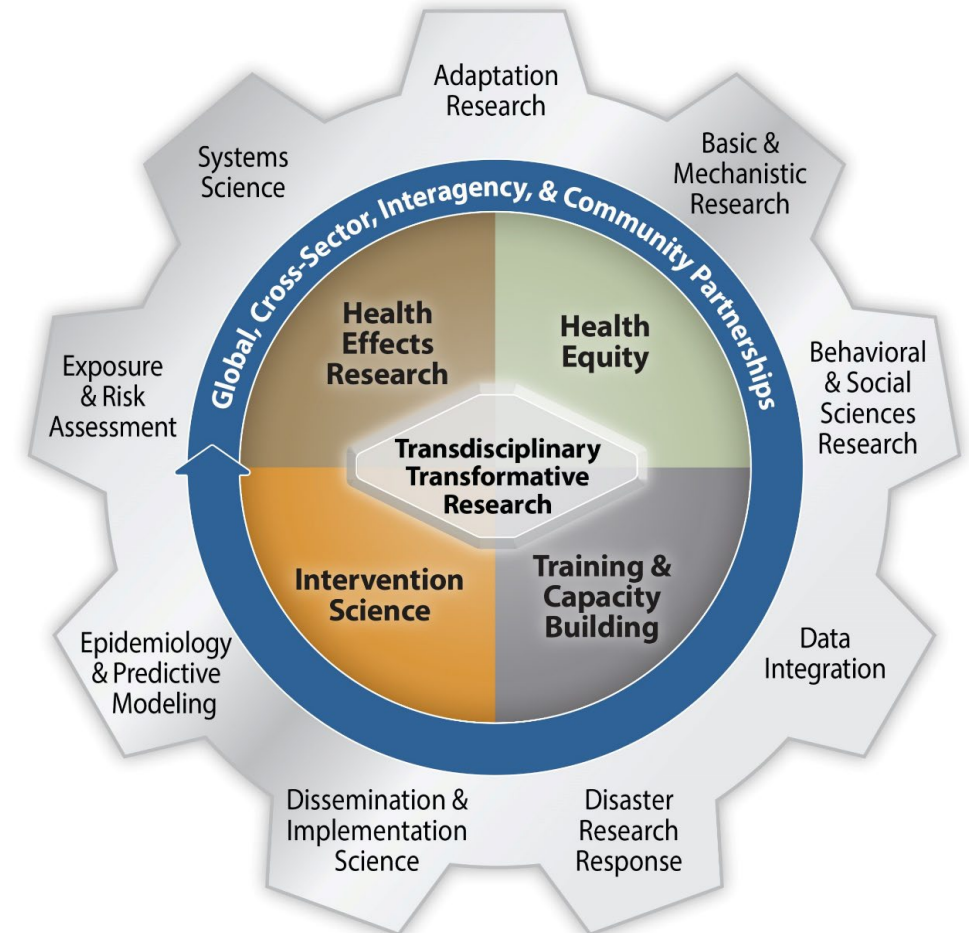 Adaptation
Research
Basic &
Mechanistic
Research
Behavioral
& Social
Sciences
Research
Data
Integration
Disaster
Research
Response
Dissemination &
Implementation
Science
Epidemiology
& Predictive
Modeling
Exposure
& Risk
Assessment
Systems
Science
Global, Cross-Sector, Interagency, & Community Partnerships
Health
Effects
Research
Health
Equity
Transdisciplinary
Transformative
Research
Intervention
Science
Training &
Capacity
Building